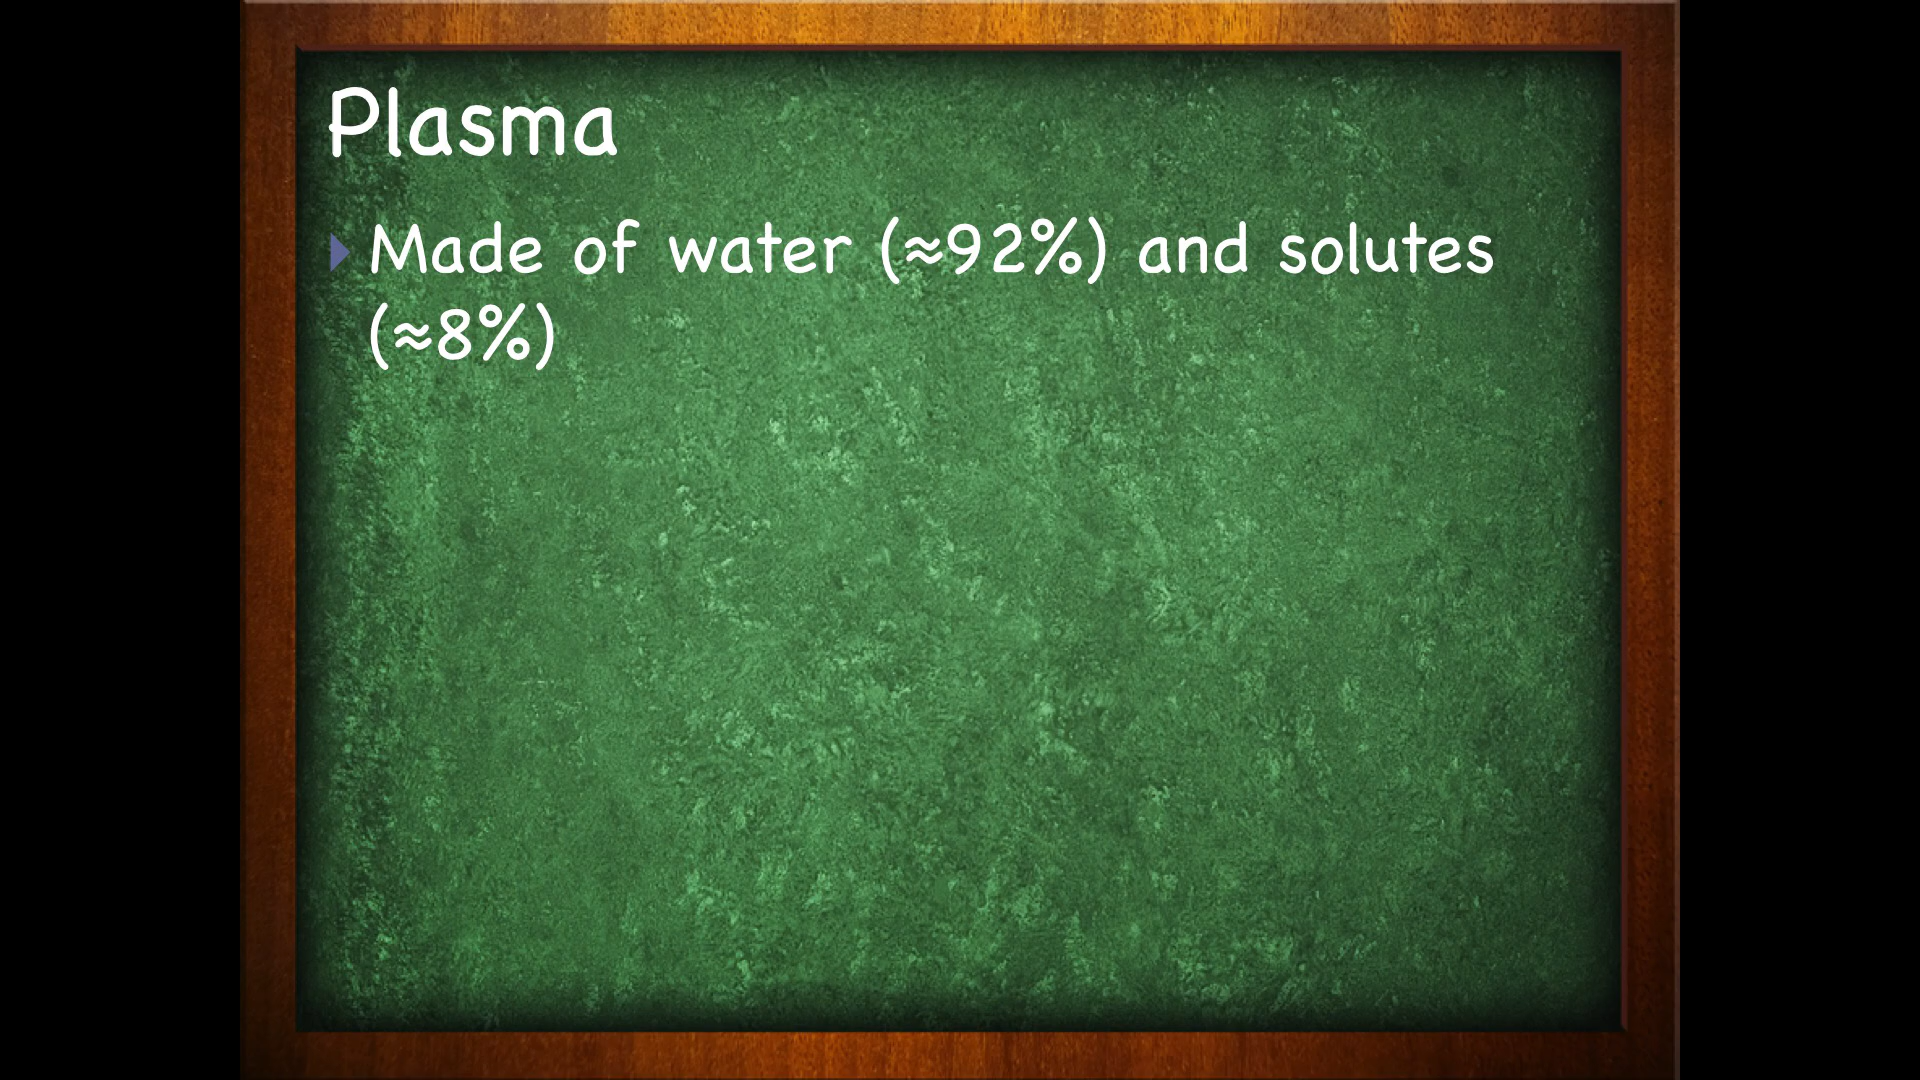 Plasma
Made of water (≈92%) and solutes
(≈8%)